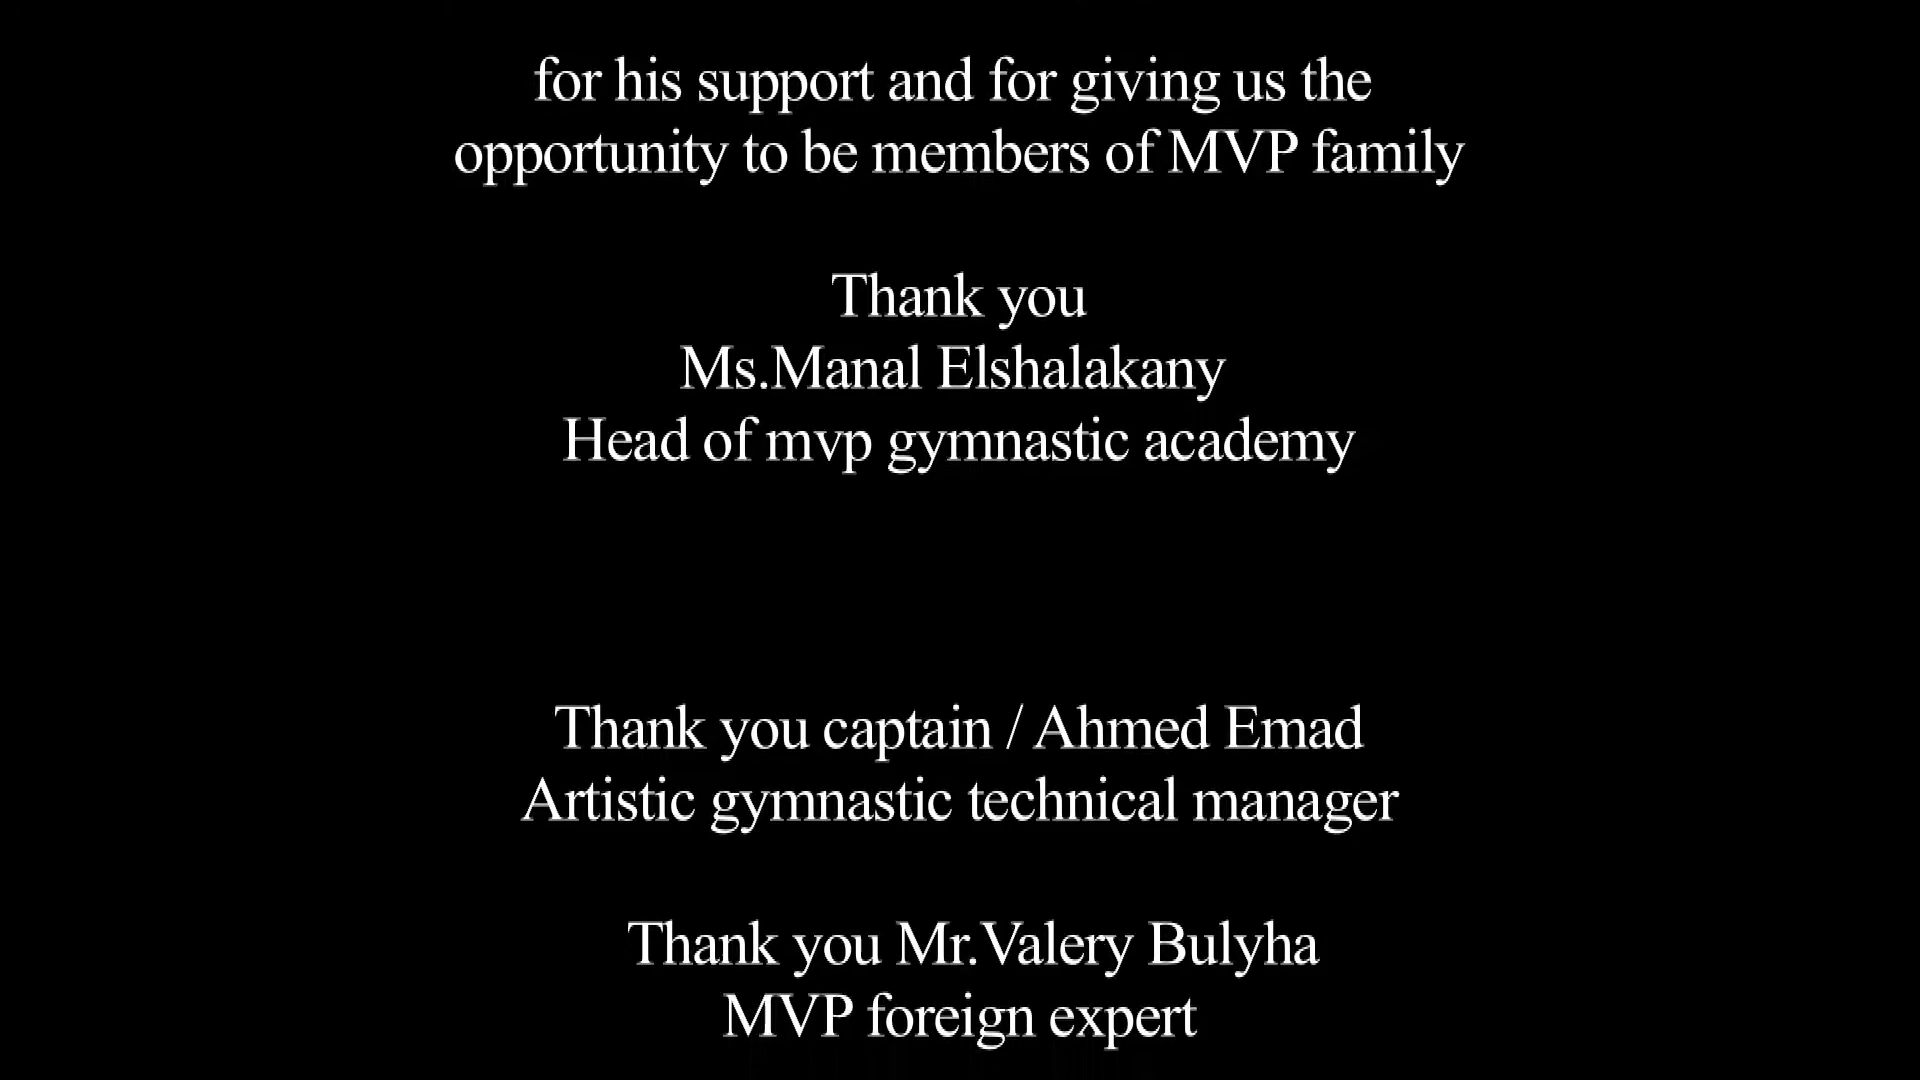 for his support and for giving us the
opportunity to be members of MVP family
Thank you
Ms.Manal Elshalakany
Head of mvp gymnastic academy
Thank you captain / Ahmed Emad
Artistic gymnastic technical manager
Thank you Mr.Valery Bulyha
MVP foreign expert